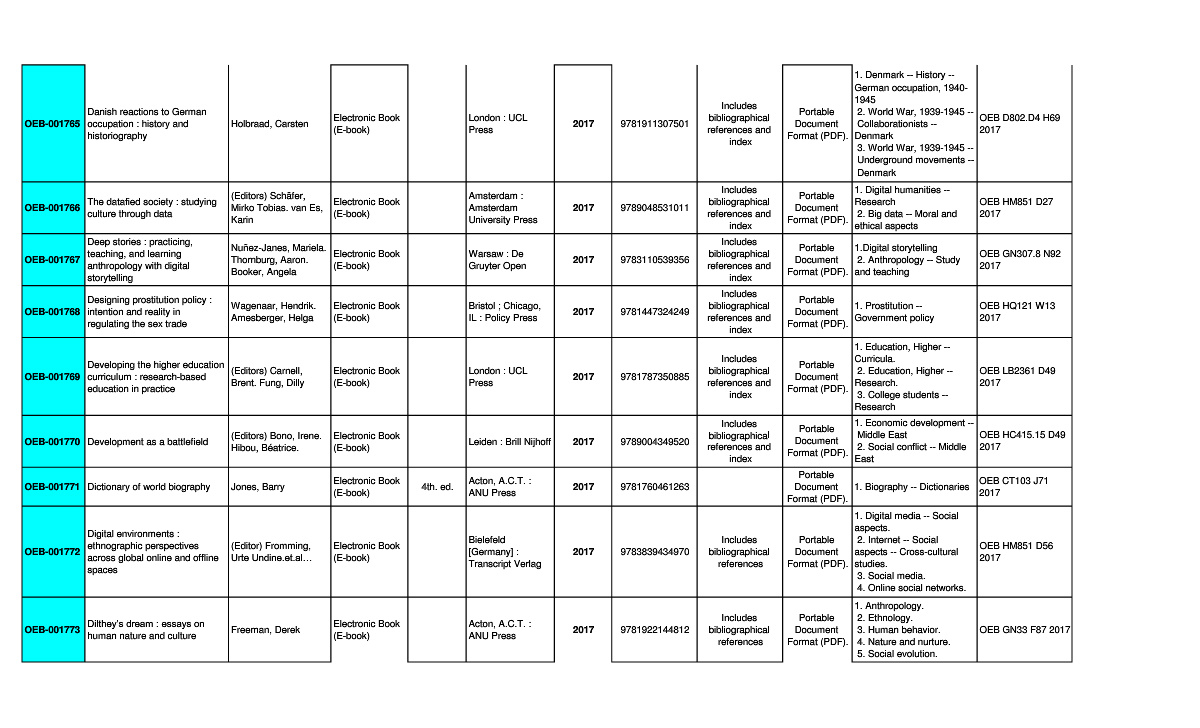 OEB-001765
Danish reactions to German
occupation : history and
historiography
Holbraad, Carsten
Electronic Book
(E-book)
London : UCL
Press
2017
9781911307501
Includes
bibliographical
references and
index
Portable
Document
Format (PDF).
1. Denmark -- History --
German occupation, 1940-
1945
2. World War, 1939-1945 --
Collaborationists --
Denmark
3. World War, 1939-1945 --
Underground movements --
Denmark
OEB D802.D4 H69
2017
OEB-001766
The datafied society : studying
culture through data
(Editors) Schäfer,
Mirko Tobias. van Es,
Karin
Electronic Book
(E-book)
Amsterdam :
Amsterdam
University Press
2017
9789048531011
Includes
bibliographical
references and
index
Portable
Document
Format (PDF).
1. Digital humanities --
Research
2. Big data -- Moral and
ethical aspects
OEB HM851 D27
2017
OEB-001767
Deep stories : practicing,
teaching, and learning
anthropology with digital
storytelling
Nuñez-Janes, Mariela.
Thornburg, Aaron.
Booker, Angela
Electronic Book
(E-book)
Warsaw : De
Gruyter Open
2017
9783110539356
Includes
bibliographical
references and
index
Portable
Document
Format (PDF).
1.Digital storytelling
2. Anthropology -- Study
and teaching
OEB GN307.8 N92
2017
OEB-001768
Designing prostitution policy :
intention and reality in
regulating the sex trade
Wagenaar, Hendrik.
Amesberger, Helga
Electronic Book
(E-book)
Bristol ; Chicago,
IL : Policy Press
2017
9781447324249
Includes
bibliographical
references and
index
Portable
Document
Format (PDF).
1. Prostitution --
Government policy
OEB HQ121 W13
2017
OEB-001769
Developing the higher education
curriculum : research-based
education in practice
(Editors) Carnell,
Brent. Fung, Dilly
Electronic Book
(E-book)
London : UCL
Press
2017
9781787350885
Includes
bibliographical
references and
index
Portable
Document
Format (PDF).
1. Education, Higher --
Curricula.
2. Education, Higher --
Research.
3. College students --
Research
OEB LB2361 D49
2017
OEB-001770
Development as a battlefield
(Editors) Bono, Irene.
Hibou, Béatrice.
Electronic Book
(E-book)
Leiden : Brill Nijhoff
2017
9789004349520
Includes
bibliographical
references and
index
Portable
Document
Format (PDF).
1. Economic development --
Middle East
2. Social conflict -- Middle
East
OEB HC415.15 D49
2017
OEB-001771
Dictionary of world biography
Jones, Barry
Electronic Book
(E-book)
4th. ed.
Acton, A.C.T. :
ANU Press
2017
9781760461263
Portable
Document
Format (PDF).
1. Biography -- Dictionaries
OEB CT103 J71
2017
OEB-001772
Digital environments :
ethnographic perspectives
across global online and offline
spaces
(Editor) Fromming,
Urte Undine.et.al...
Electronic Book
(E-book)
Bielefeld
[Germany] :
Transcript Verlag
2017
9783839434970
Includes
bibliographical
references
Portable
Document
Format (PDF).
1. Digital media -- Social
aspects.
2. Internet -- Social
aspects -- Cross-cultural
studies.
3. Social media.
4. Online social networks.
OEB HM851 D56
2017
OEB-001773
Dilthey's dream : essays on
human nature and culture
Freeman, Derek
Electronic Book
(E-book)
Acton, A.C.T. :
ANU Press
2017
9781922144812
Includes
bibliographical
references
Portable
Document
Format (PDF).
1. Anthropology.
2. Ethnology.
3. Human behavior.
4. Nature and nurture.
5. Social evolution.
OEB GN33 F87 2017